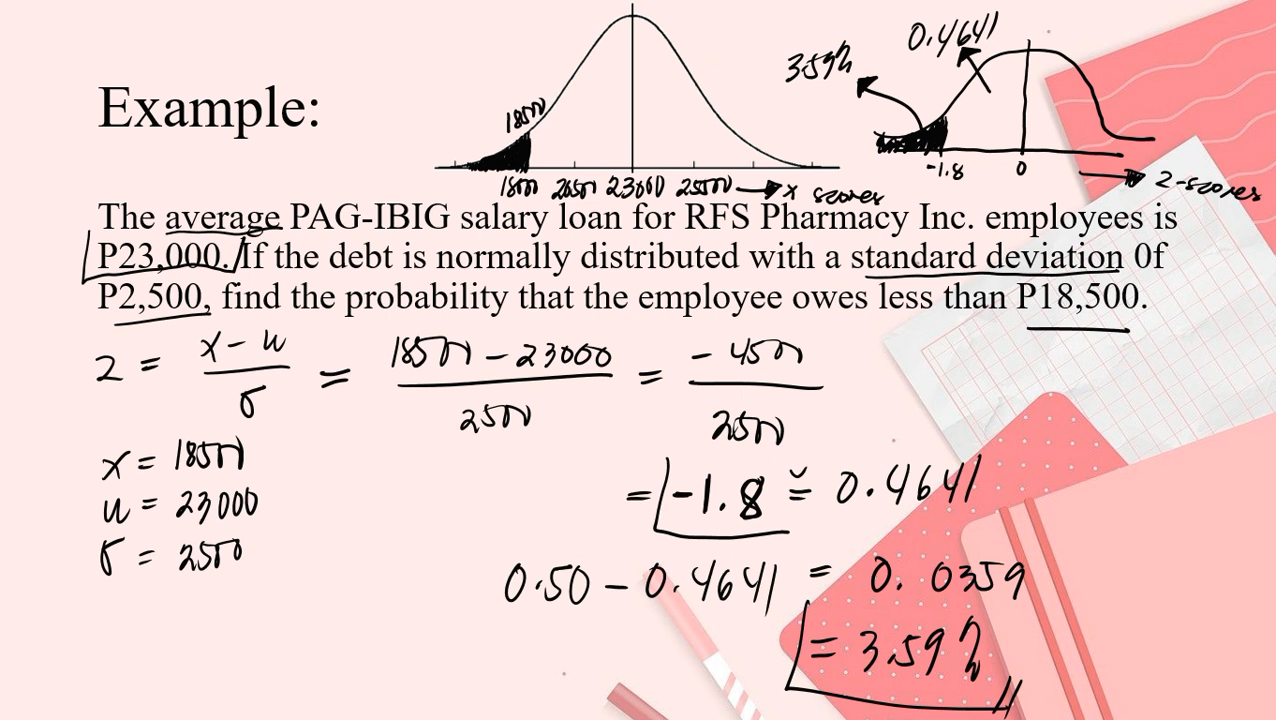 3.59%
0.4641
Example:
18500
-1.8 0
18500 20500 23000 25500 → x scores
→ z-scores
The average PAG-IBIG salary loan for RFS Pharmacy Inc. employees is
P23,000. If the debt is normally distributed with a standard deviation 0f
P2,500, find the probability that the employee owes less than P18,500.
z = x - u / σ = 18500 - 23000 / 2500 = - 4500 / 2500
x = 18500
u = 23000
σ = 2500
= -1.8 ≅ 0.4641
0.50 - 0.4641 = 0.0359
= 3.59%